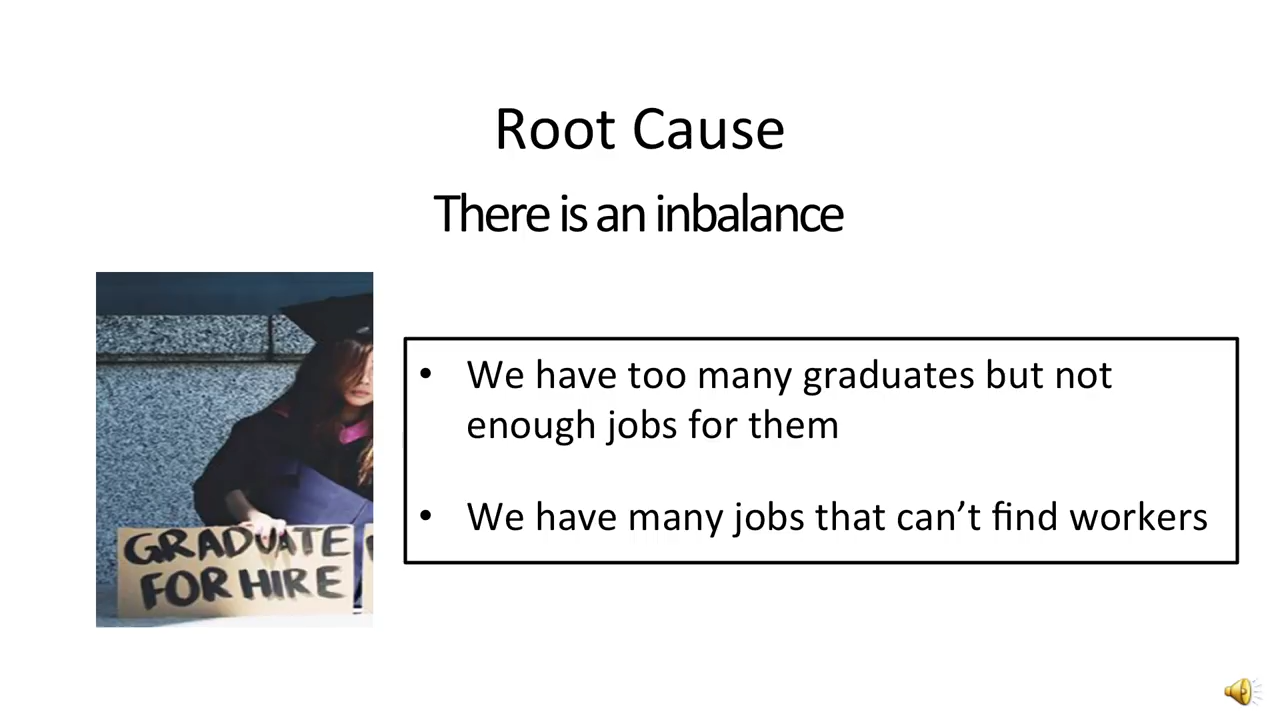 Root Cause
There is an inbalance
• We have too many graduates but not
enough jobs for them
• We have many jobs that can’t find workers
GRADUATE
FOR HIRE